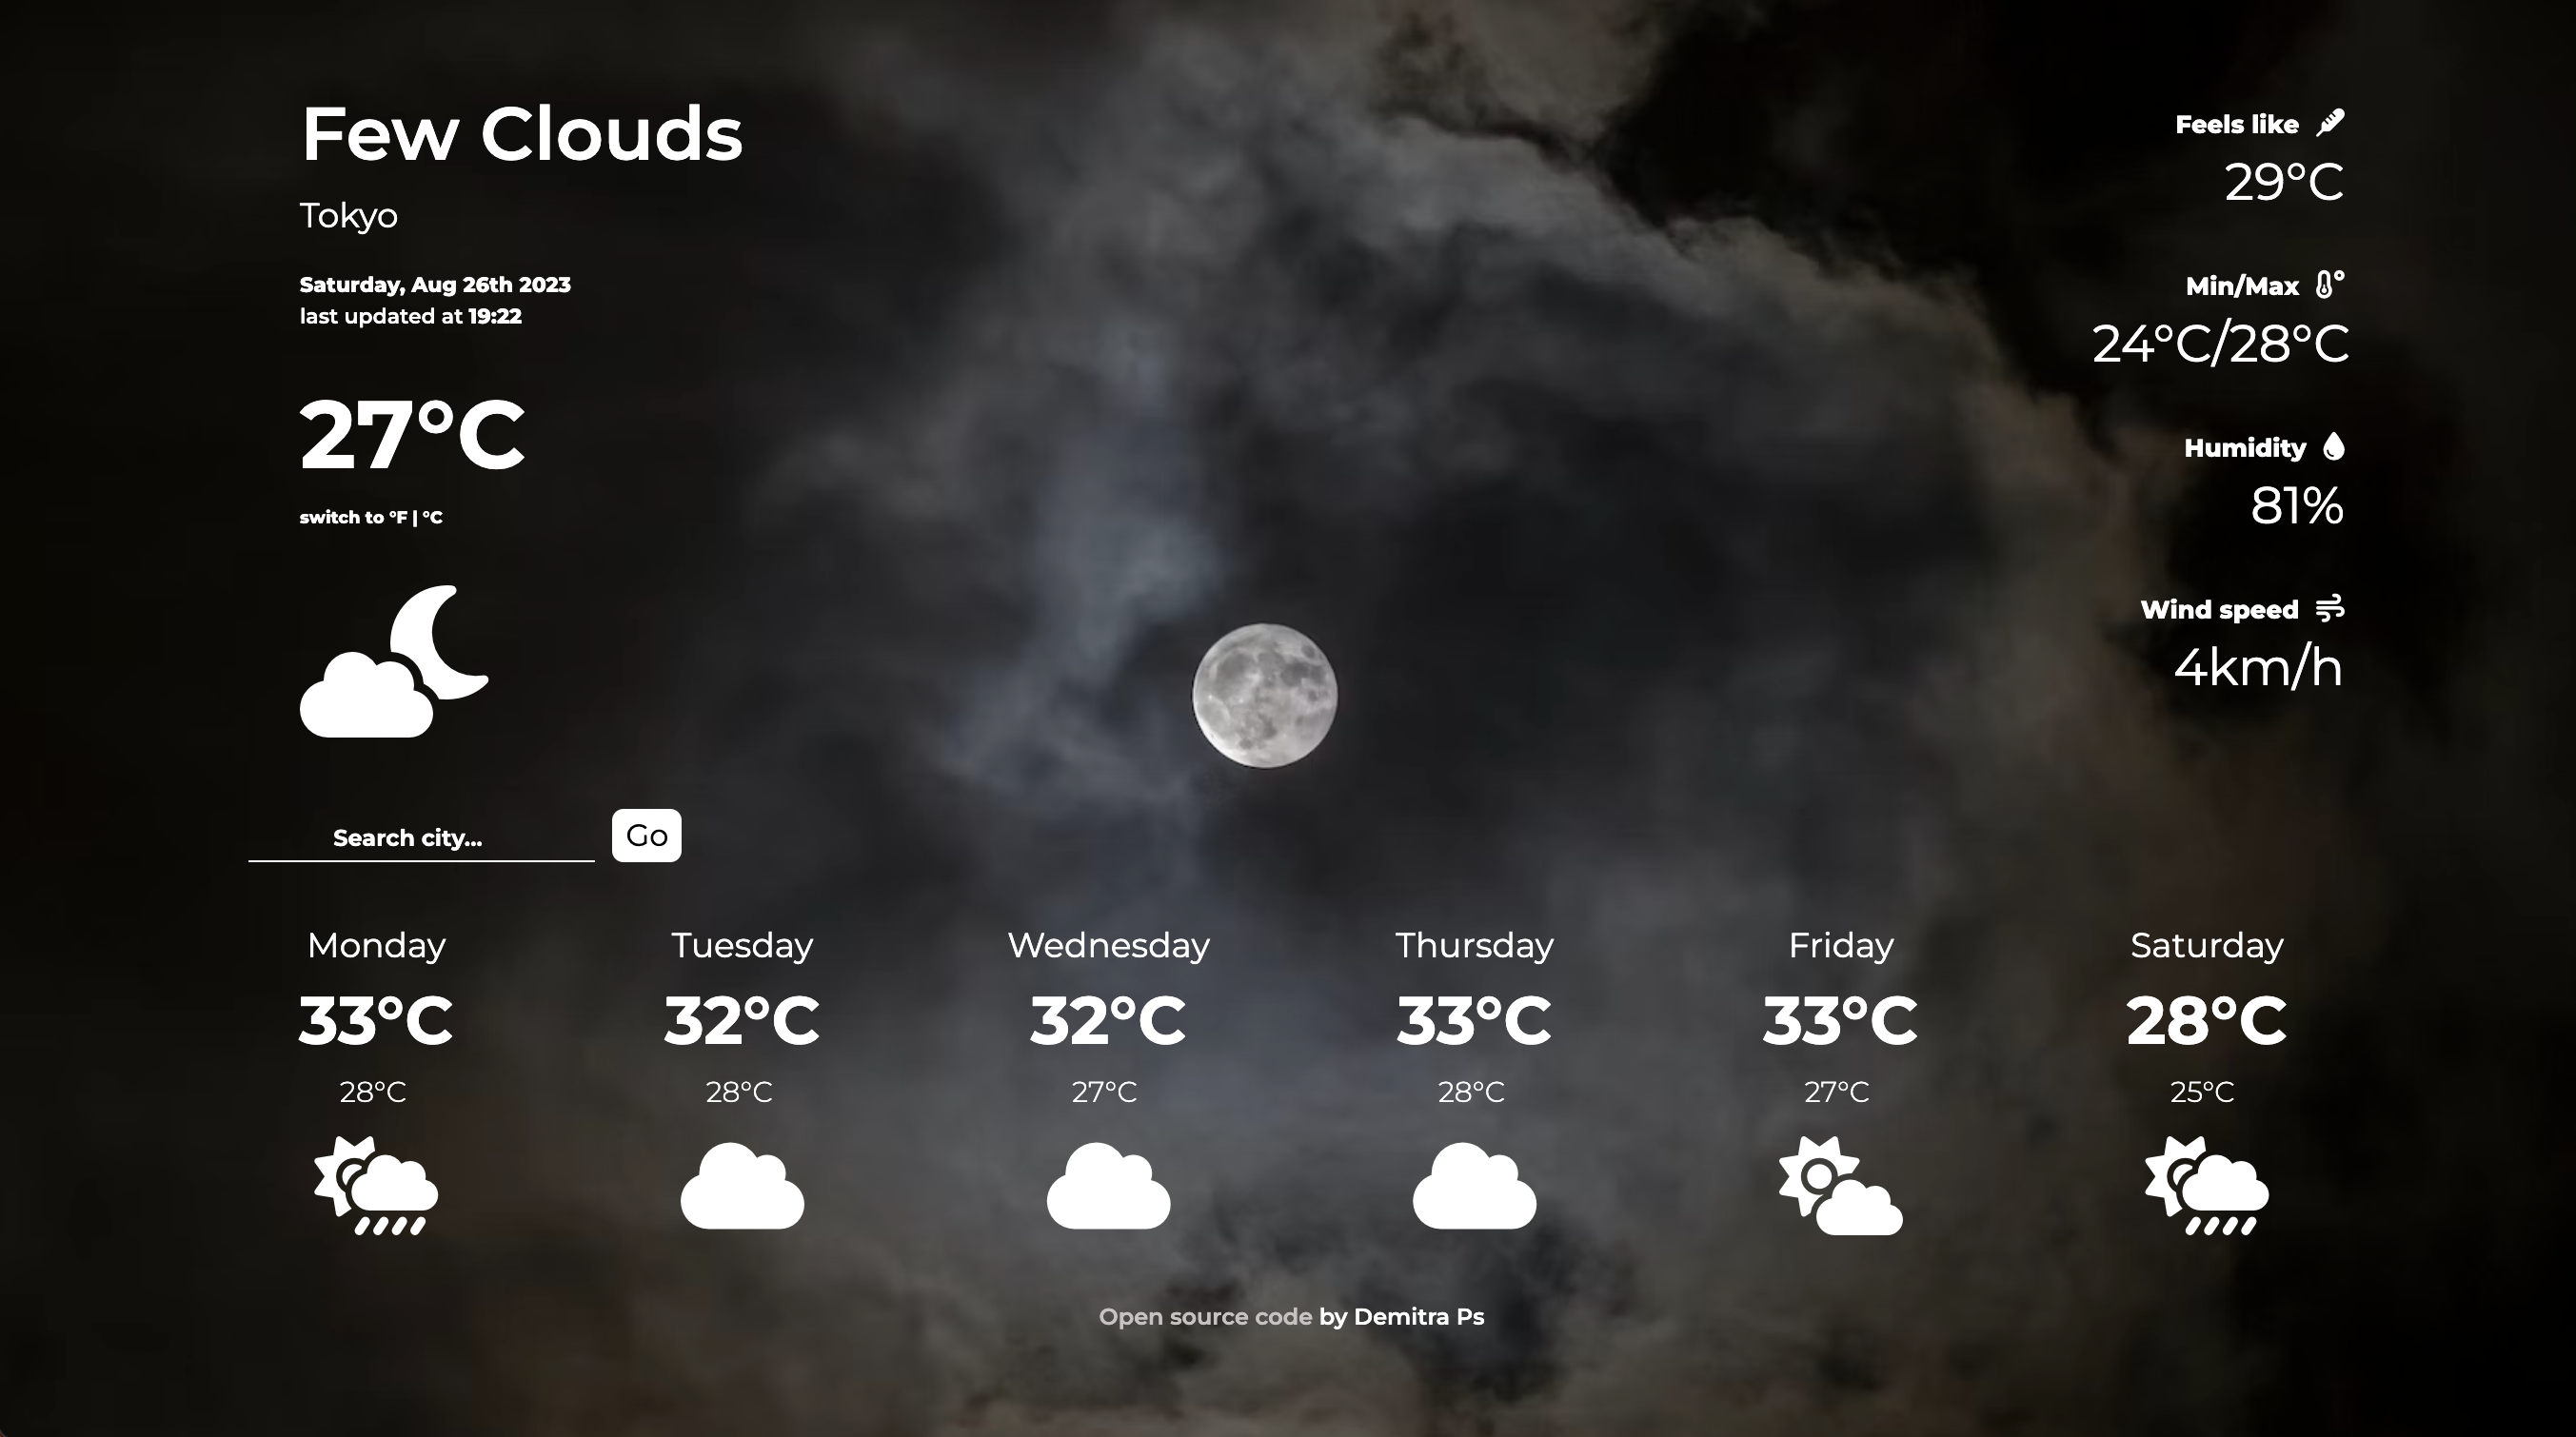 Few Clouds
Tokyo
Saturday, Aug 26th 2023
last updated at 19:22
27°C
switch to °F | °C
Feels like
29°C
Min/Max
24°C/28°C
Humidity
81%
Wind speed
4km/h
Search city...
Go
Monday
33°C
28°C
Tuesday
32°C
28°C
Wednesday
32°C
27°C
Thursday
33°C
28°C
Friday
33°C
27°C
Saturday
28°C
25°C
Open source code by Demitra Ps